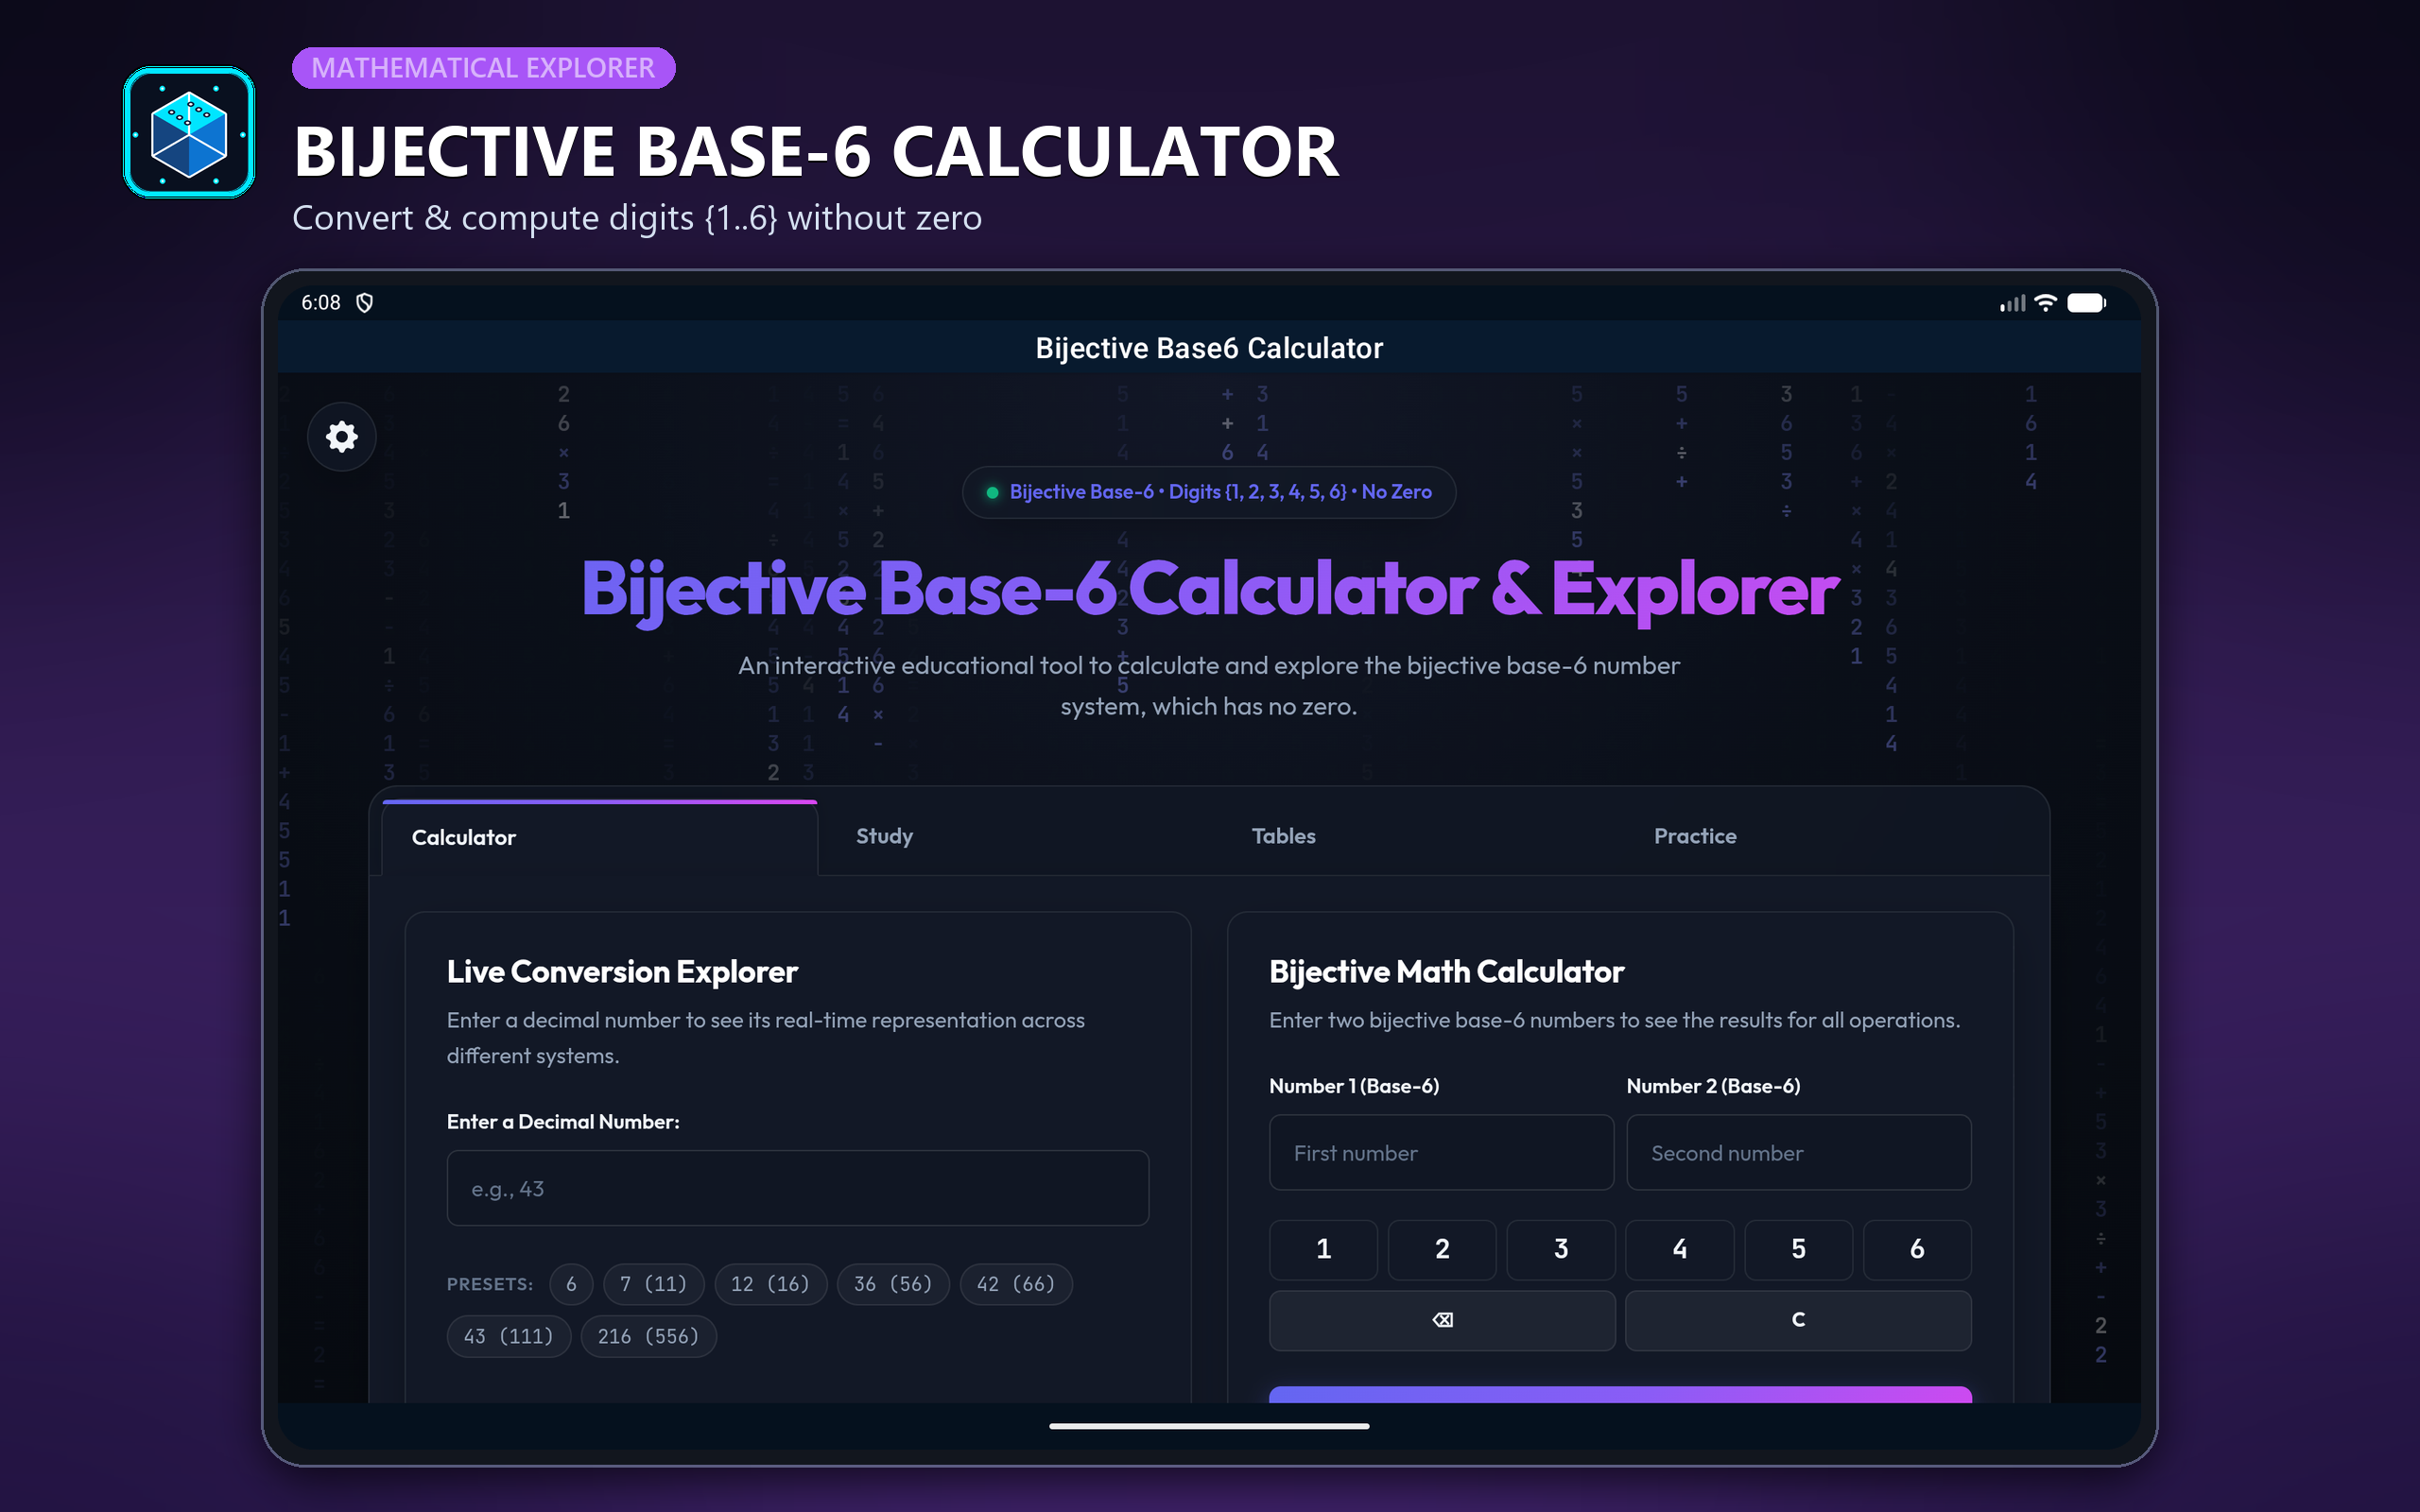 MATHEMATICAL EXPLORER
BIJECTIVE BASE-6 CALCULATOR
Convert & compute digits {1..6} without zero
6:08
Bijective Base6 Calculator
Bijective Base-6 • Digits {1, 2, 3, 4, 5, 6} • No Zero
Bijective Base-6 Calculator & Explorer
An interactive educational tool to calculate and explore the bijective base-6 number
system, which has no zero.
Calculator
Study
Tables
Practice
Live Conversion Explorer
Enter a decimal number to see its real-time representation across
different systems.
Enter a Decimal Number:
e.g., 43
PRESETS: 6 7 (11) 12 (16) 36 (56) 42 (66)
43 (111) 216 (556)
Bijective Math Calculator
Enter two bijective base-6 numbers to see the results for all operations.
Number 1 (Base-6) Number 2 (Base-6)
First number Second number
1 2 3 4 5 6
⌫ C